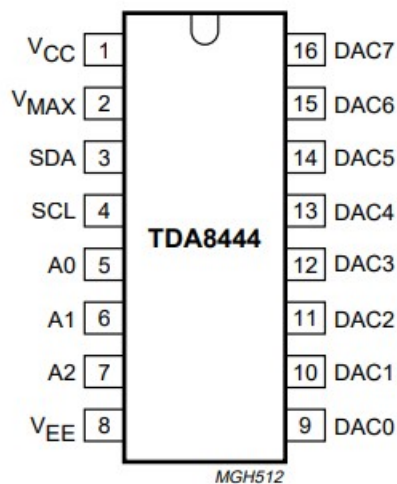 VCC 1 16 DAC7
VMAX 2 15 DAC6
SDA 3 14 DAC5
SCL 4 13 DAC4
TDA8444
A0 5 12 DAC3
A1 6 11 DAC2
A2 7 10 DAC1
VEE 8 9 DAC0
MGH512